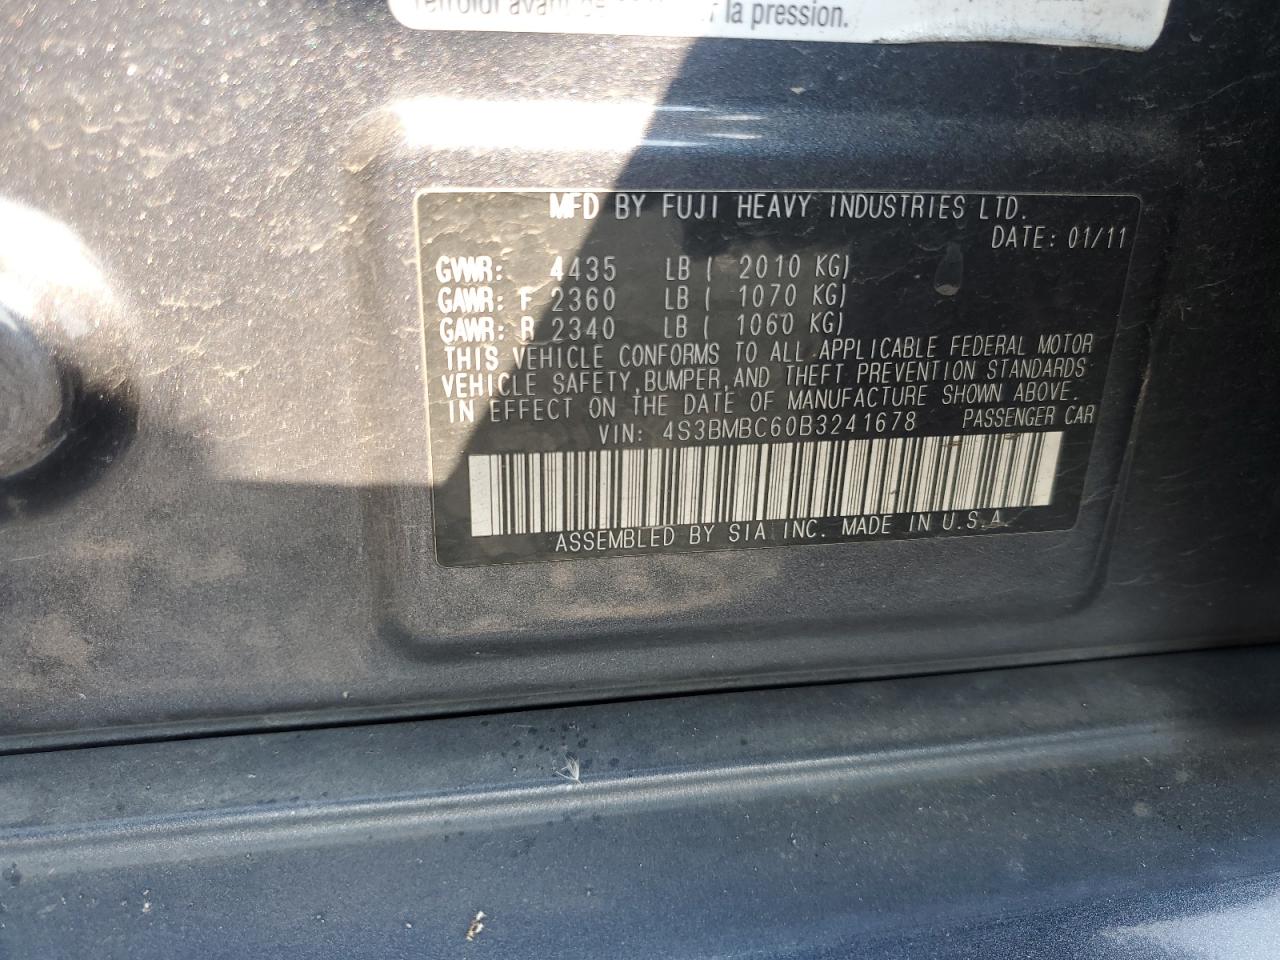 la pression.
MFD BY FUJI HEAVY INDUSTRIES LTD.
DATE: 01/11
GVWR: 4435 LB ( 2010 KG)
GAWR: F 2360 LB ( 1070 KG)
GAWR: R 2340 LB ( 1060 KG)
THIS VEHICLE CONFORMS TO ALL APPLICABLE FEDERAL MOTOR
VEHICLE SAFETY, BUMPER, AND THEFT PREVENTION STANDARDS
IN EFFECT ON THE DATE OF MANUFACTURE SHOWN ABOVE.
VIN: 4S3BMBC60B3241678 PASSENGER CAR
ASSEMBLED BY SIA INC. MADE IN U.S.A